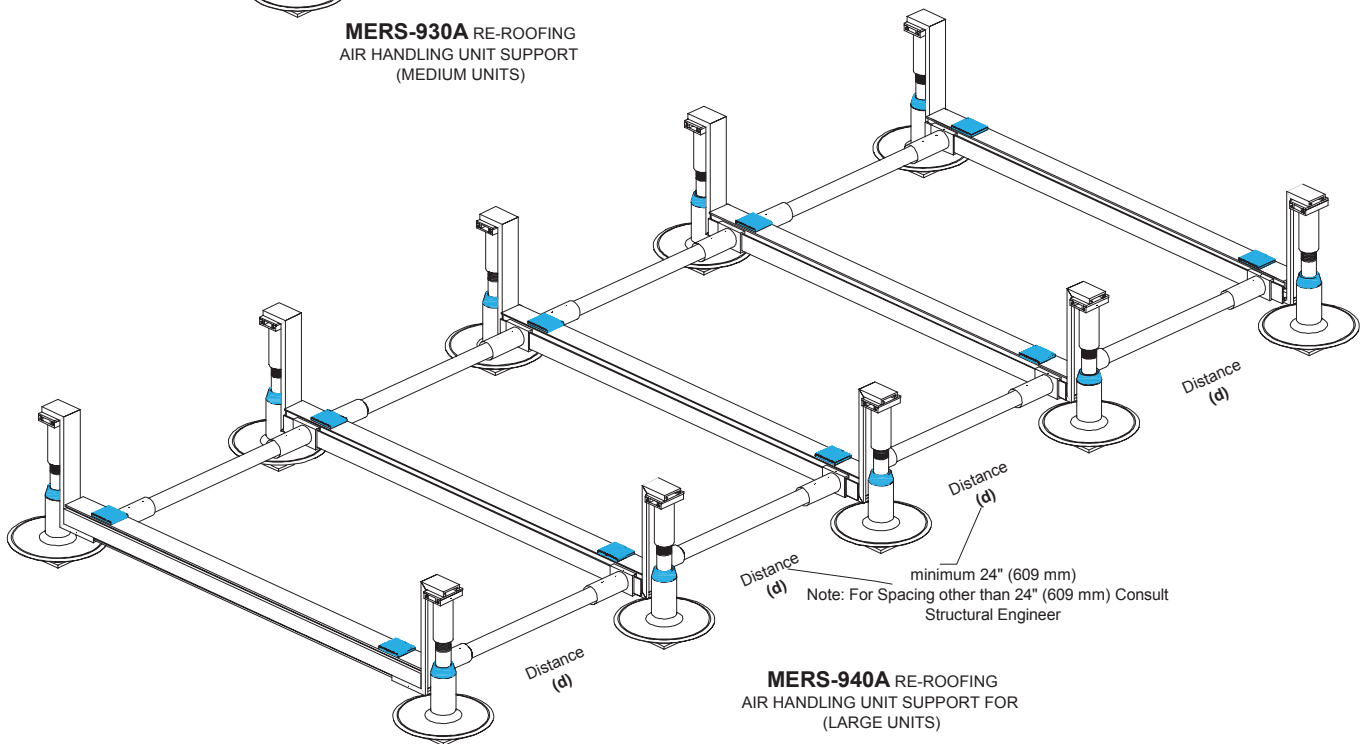 MERS-930A RE-ROOFING
AIR HANDLING UNIT SUPPORT
(MEDIUM UNITS)
Distance
(d)
Distance
(d)
Distance
(d)
minimum 24" (609 mm)
Note: For Spacing other than 24" (609 mm) Consult
Structural Engineer
Distance
(d)
MERS-940A RE-ROOFING
AIR HANDLING UNIT SUPPORT FOR
(LARGE UNITS)